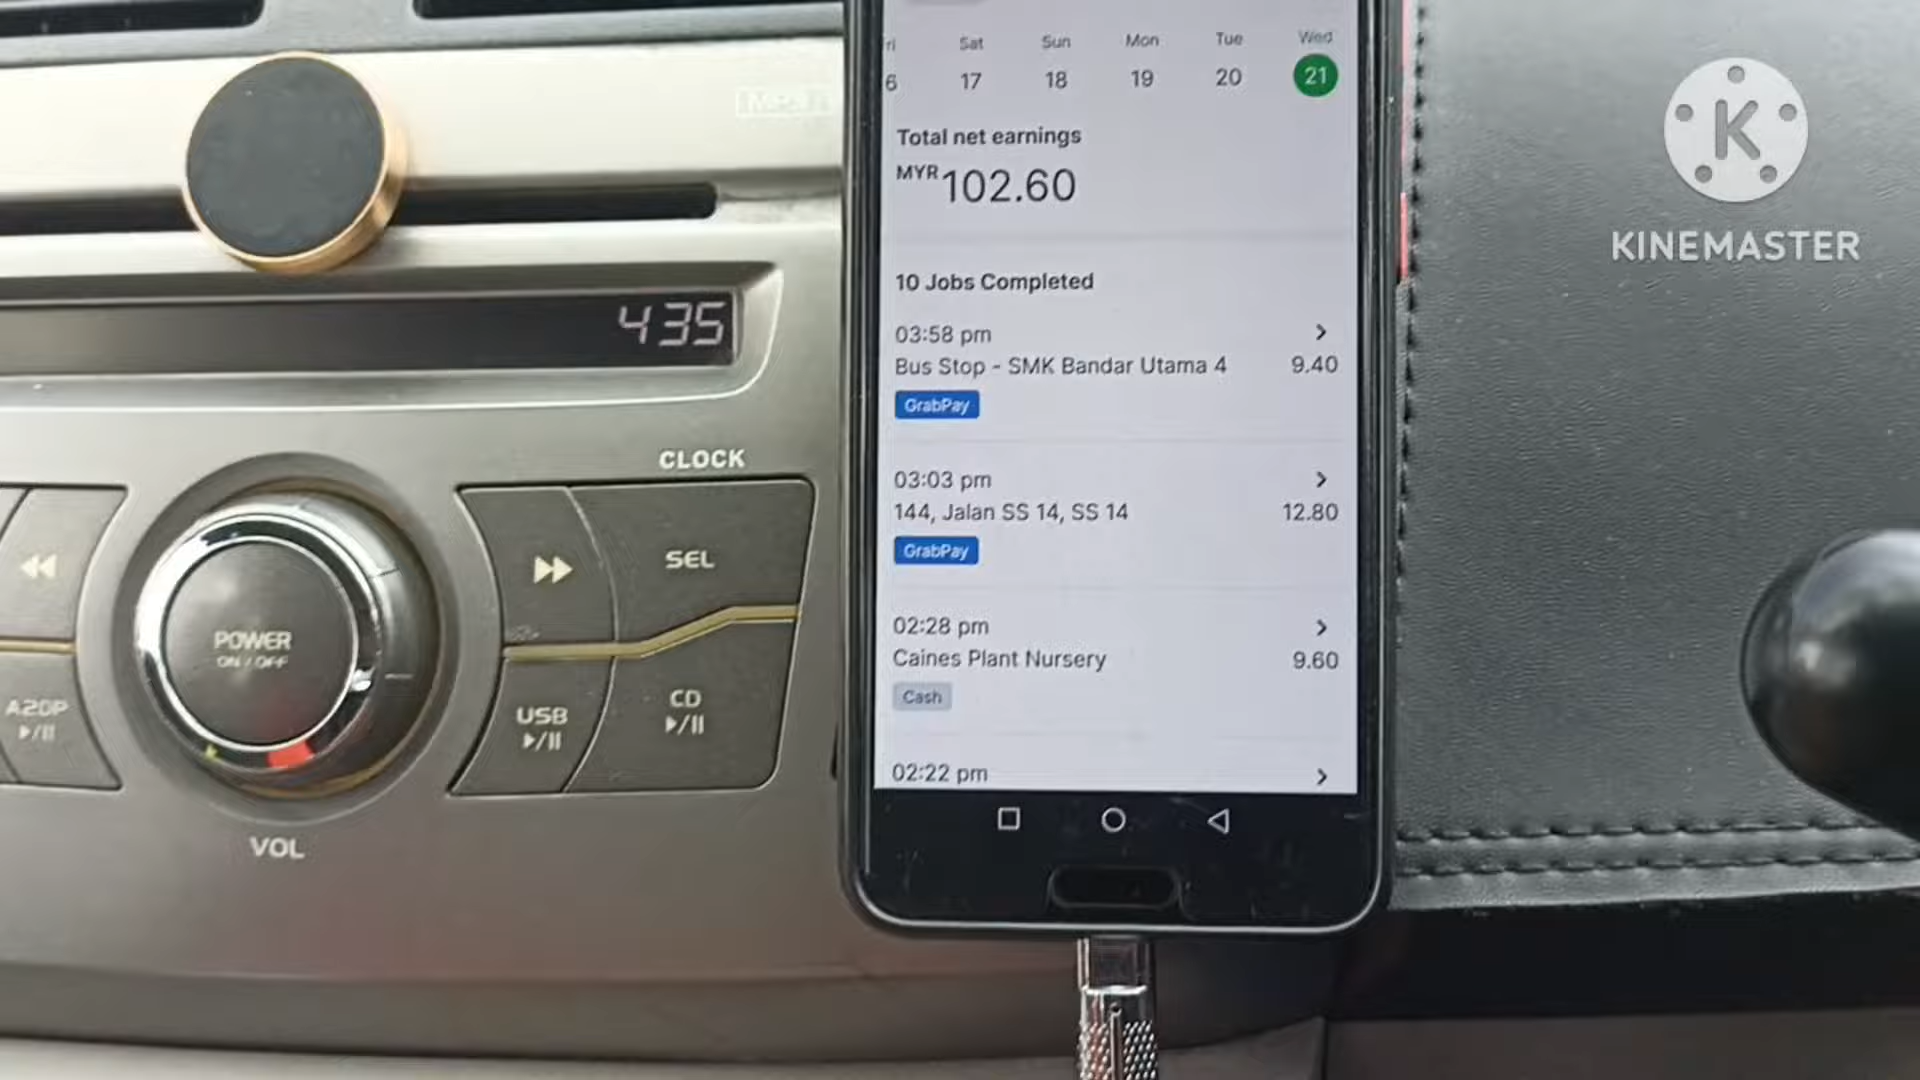 Sat Sun Mon Tue Wed
6 17 18 19 20 21
Total net earnings
MYR 102.60
10 Jobs Completed
03:58 pm
Bus Stop - SMK Bandar Utama 4 9.40
GrabPay
03:03 pm
144, Jalan SS 14, SS 14 12.80
GrabPay
02:28 pm
Caines Plant Nursery 9.60
Cash
02:22 pm
435
CLOCK
SEL
POWER
ON / OFF
A2DP
USB
CD
VOL
K
KINEMASTER